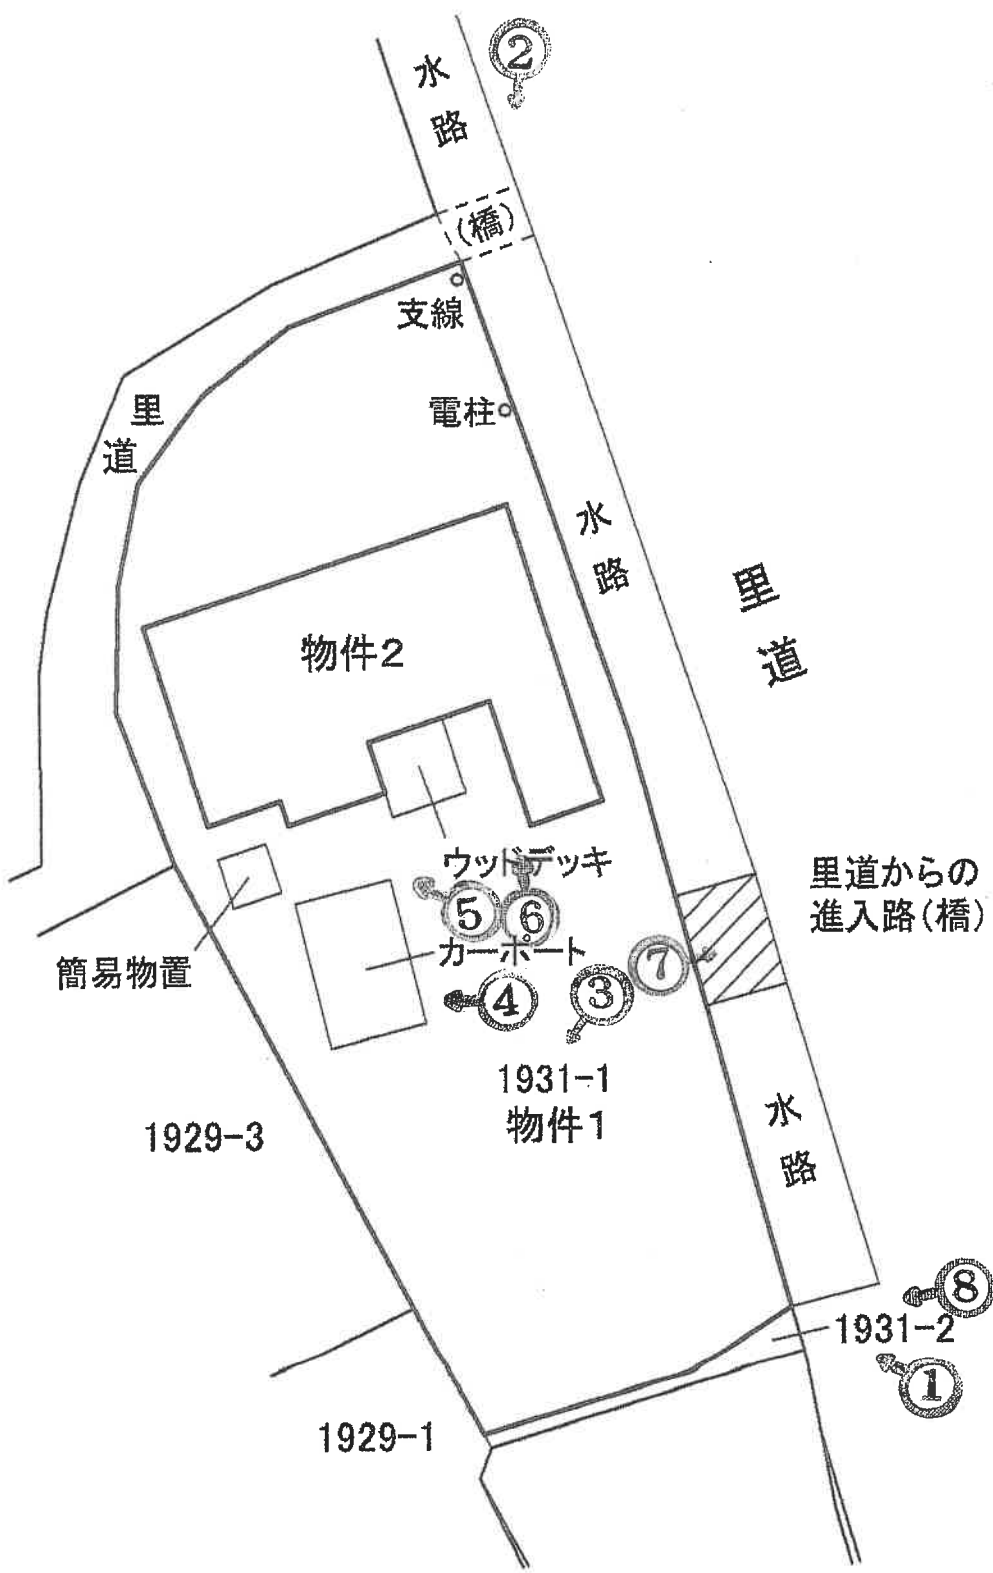 ②
水
路
(橋)
支線
電柱
里
道
水
路
里
道
物件2
ウッドデッキ
里道からの
進入路(橋)
⑤
⑥
カーポート
⑦
簡易物置
④
③
1931-1
物件1
1929-3
水
路
⑧
1931-2
①
1929-1